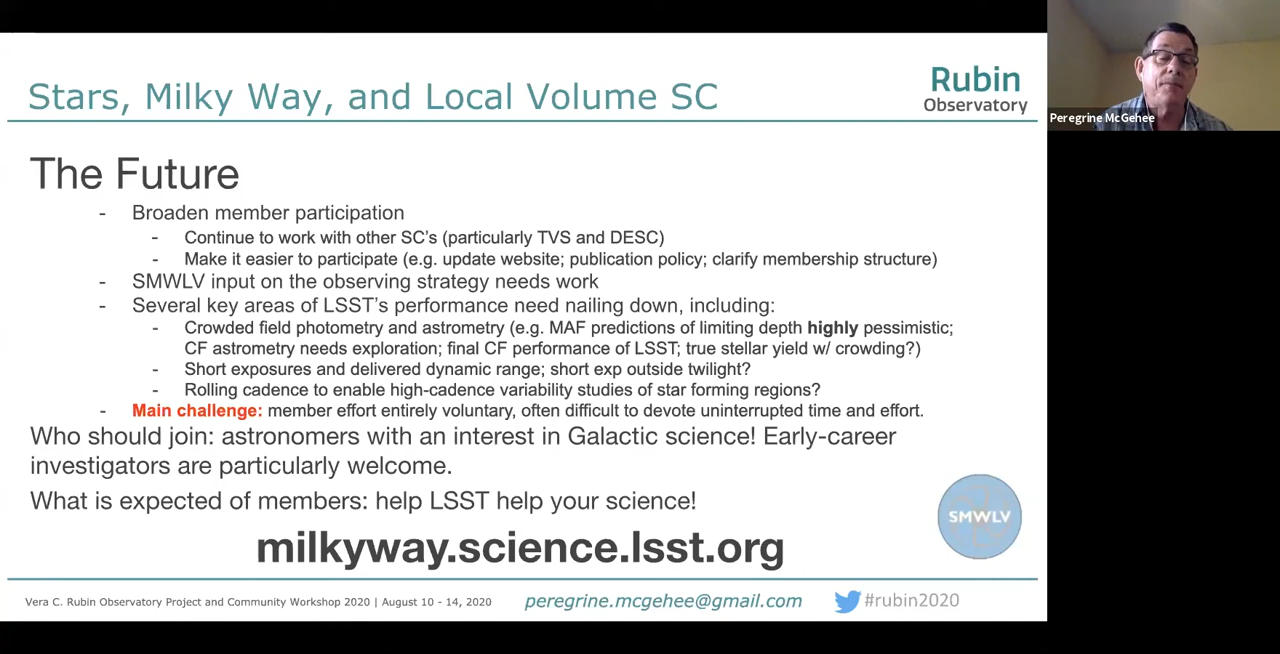 Stars, Milky Way, and Local Volume SC
Rubin
Observatory
Peregrine McGehee
The Future
- Broaden member participation
- Continue to work with other SC's (particularly TVS and DESC)
- Make it easier to participate (e.g. update website; publication policy; clarify membership structure)
- SMWLV input on the observing strategy needs work
- Several key areas of LSST's performance need nailing down, including:
- Crowded field photometry and astrometry (e.g. MAF predictions of limiting depth highly pessimistic;
CF astrometry needs exploration; final CF performance of LSST; true stellar yield w/ crowding?)
- Short exposures and delivered dynamic range; short exp outside twilight?
- Rolling cadence to enable high-cadence variability studies of star forming regions?
- Main challenge: member effort entirely voluntary, often difficult to devote uninterrupted time and effort.
Who should join: astronomers with an interest in Galactic science! Early-career
investigators are particularly welcome.
What is expected of members: help LSST help your science!
SMWLV
milkyway.science.lsst.org
Vera C. Rubin Observatory Project and Community Workshop 2020 | August 10 - 14, 2020
peregrine.mcgehee@gmail.com
#rubin2020